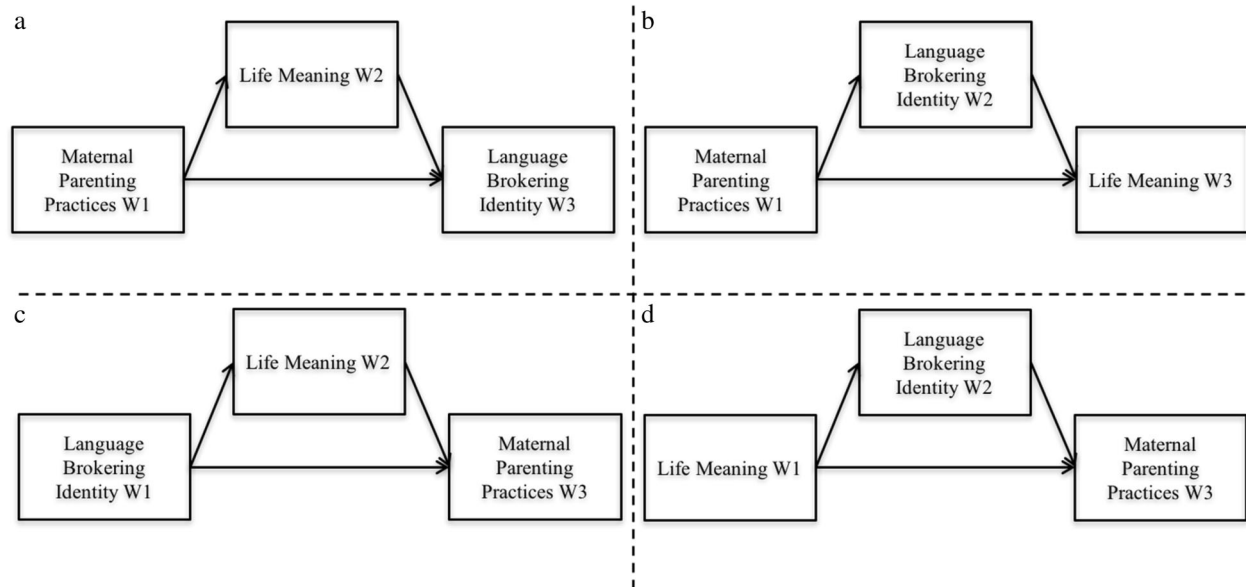 a
Life Meaning W2
Maternal
Parenting
Practices W1
Language
Brokering
Identity W3
b
Language
Brokering
Identity W2
Maternal
Parenting
Practices W1
Life Meaning W3
c
Life Meaning W2
Language
Brokering
Identity W1
Maternal
Parenting
Practices W3
d
Language
Brokering
Identity W2
Life Meaning W1
Maternal
Parenting
Practices W3